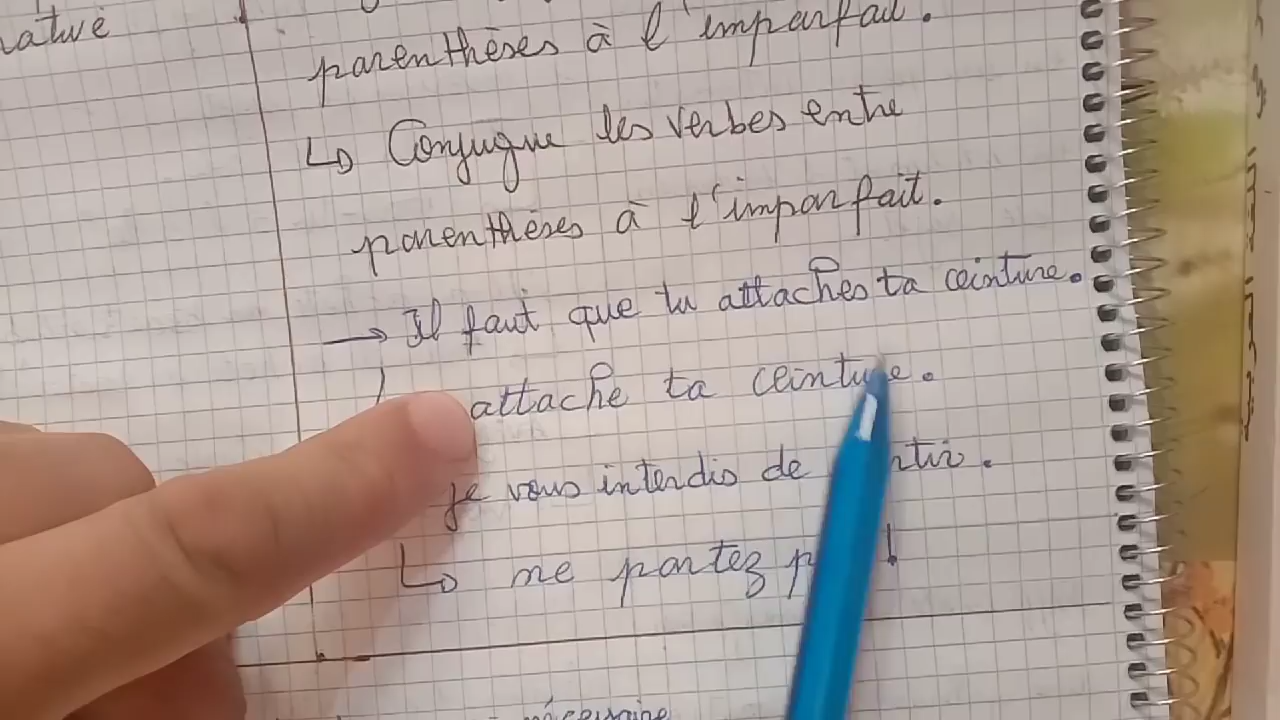 parenthèses à l'imparfait.
↳ Conjugue les verbes entre
parenthèses à l'imparfait.
→ Il faut que tu attaches ta ceinture.
attache ta ceinture.
je vous interdis de
↳ ne partez !